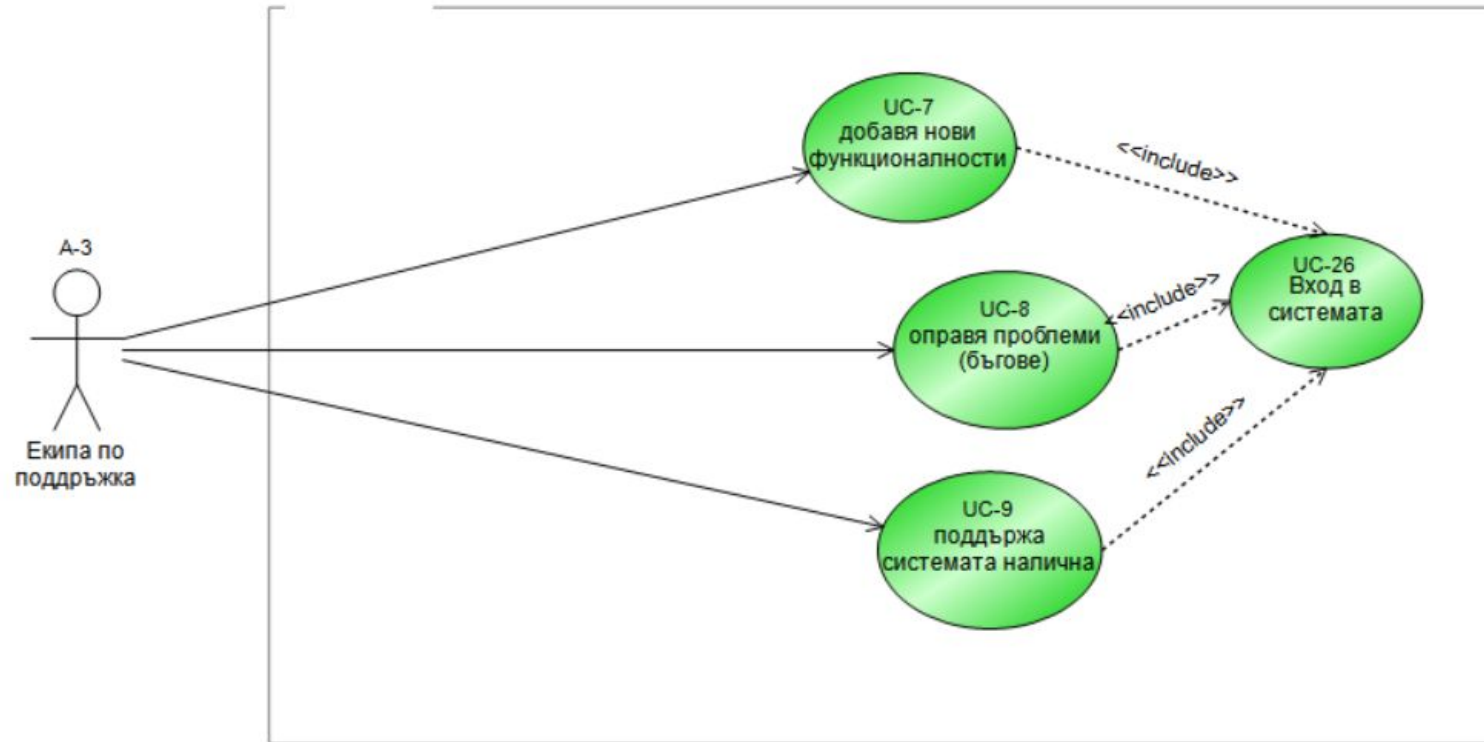 UC-7
добавя нови
функционалности
<<include>>
A-3
UC-26
Вход в
системата
<<include>>
UC-8
оправя проблеми
(бъгове)
<<include>>
Екипа по
поддръжка
UC-9
поддържа
системата налична